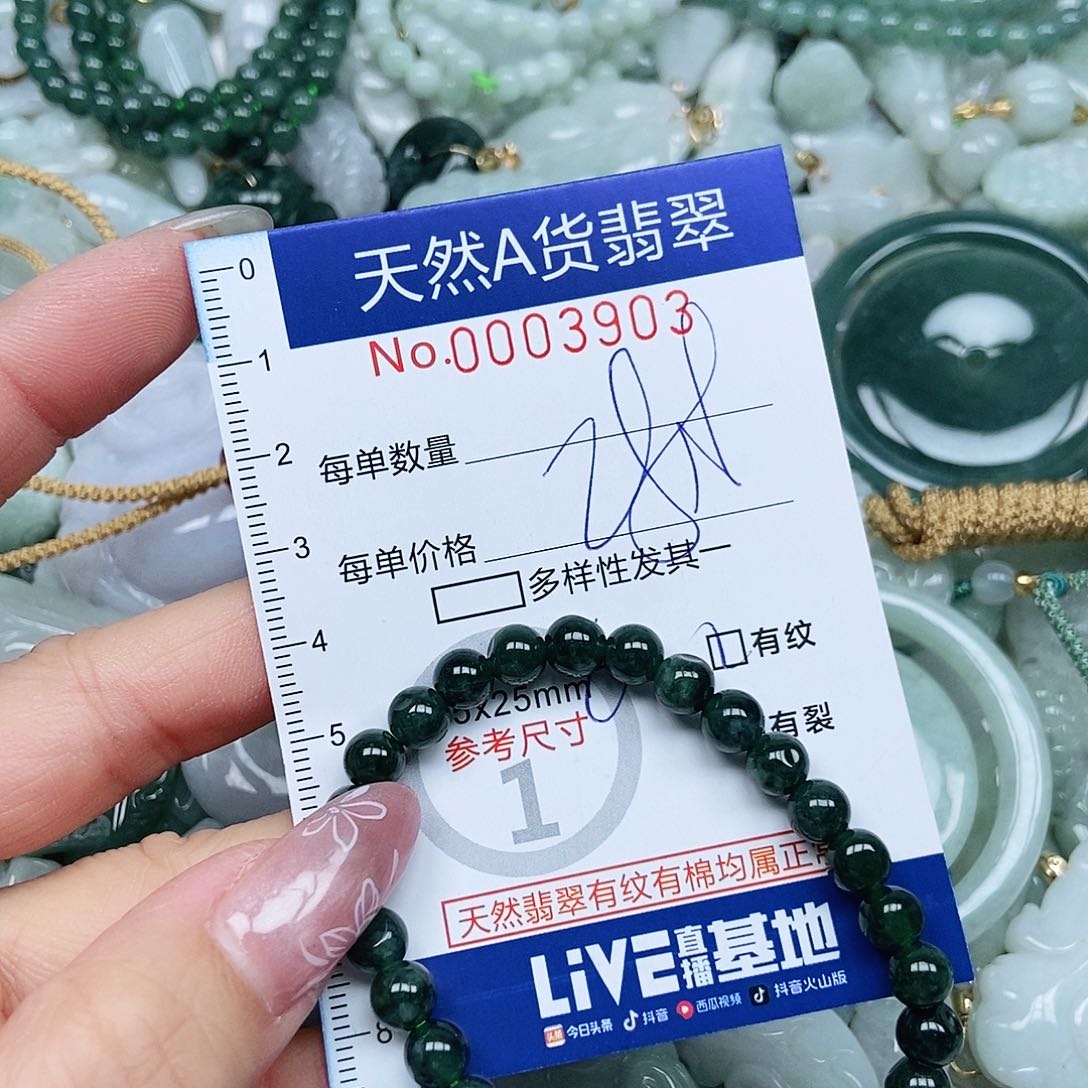 天然A货翡翠
No.0003903
0
1
2
3
4
5
8
每单数量
每单价格
多样性发其一
有纹
有裂
5x25mm
参考尺寸
1
天然翡翠有纹有棉均属正常
LiVE直播基地
头条 今日头条 抖音 西瓜视频 抖音火山版